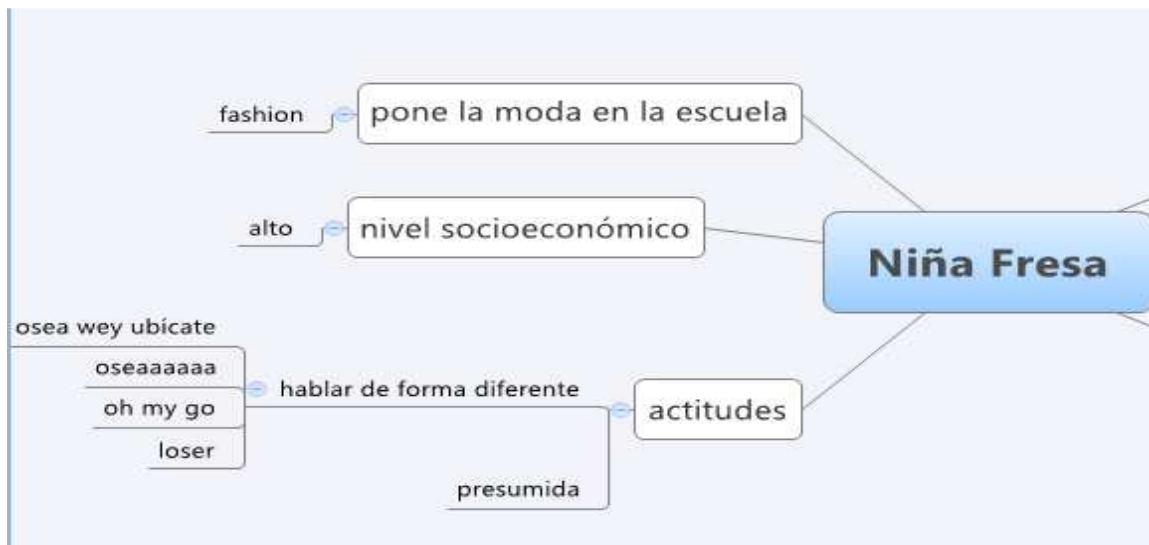 fashion
pone la moda en la escuela
alto
nivel socioeconómico
Niña Fresa
osea wey ubícate
oseaaaaaa
oh my go
loser
hablar de forma diferente
presumida
actitudes